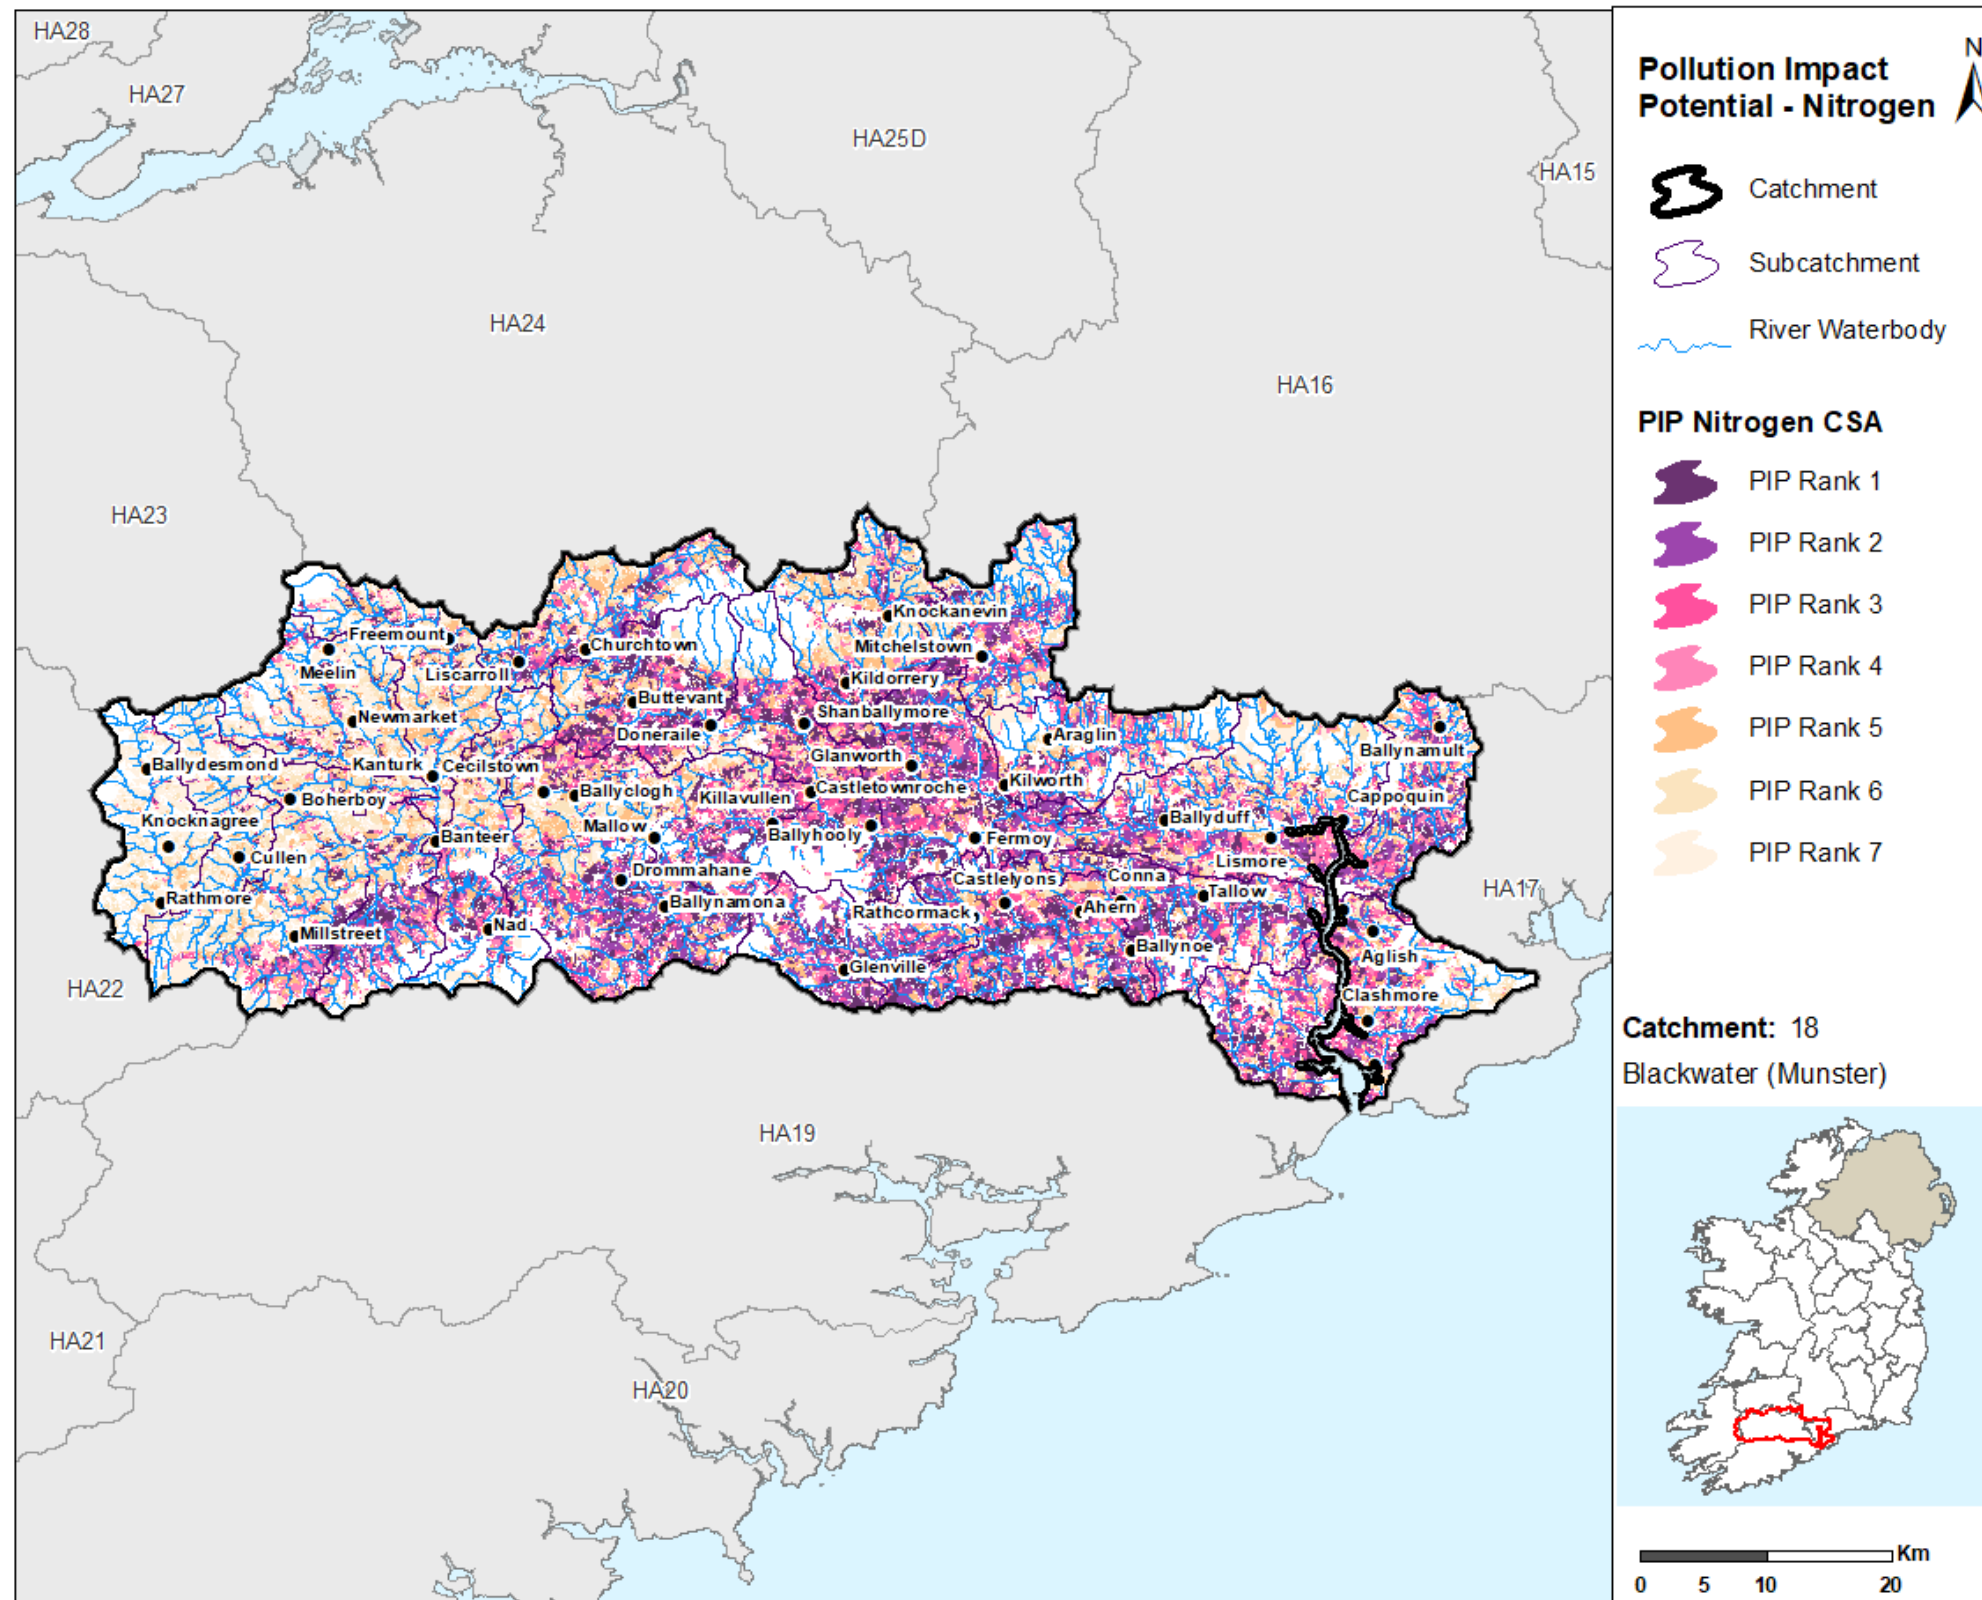 HA28
HA27
HA25D
HA15
HA24
HA16
HA23
HA22
HA17
HA19
HA21
HA20
Knockanevin
Freemount
Churchtown
Mitchelstown
Meelin
Liscarroll
Kildorrery
Buttevant
Newmarket
Shanballymore
Doneraile
Araglin
Ballynamult
Glanworth
Ballydesmond
Kanturk
Cecilstown
Kilworth
Castletownroche
Ballyclogh
Killavullen
Boherboy
Cappoquin
Knocknagree
Mallow
Ballyduff
Banteer
Ballyhooly
Fermoy
Cullen
Lismore
Drommahane
Castlelyons
Conna
Tallow
Rathmore
Ballynamona
Rathcormack
Ahern
Millstreet
Nad
Ballynoe
Aglish
Glenville
Clashmore
Pollution Impact
Potential - Nitrogen
N
Catchment
Subcatchment
River Waterbody
PIP Nitrogen CSA
PIP Rank 1
PIP Rank 2
PIP Rank 3
PIP Rank 4
PIP Rank 5
PIP Rank 6
PIP Rank 7
Catchment: 18
Blackwater (Munster)
Km
0 5 10 20